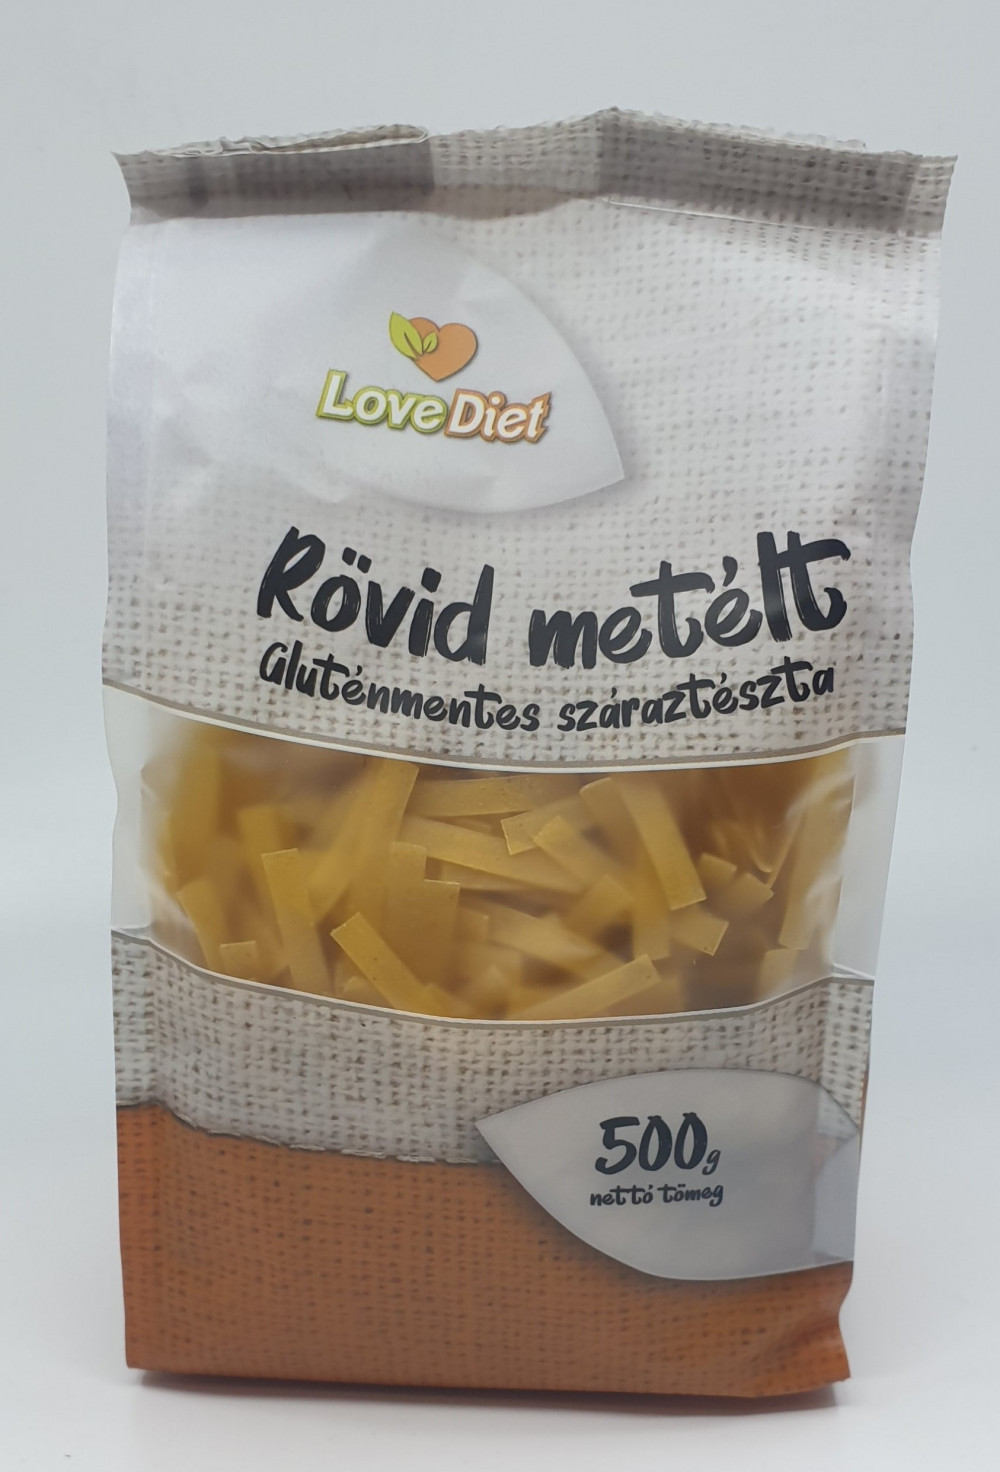 Love Diet
Rövid metélt
Gluténmentes száraztészta
500g
nettó tömeg